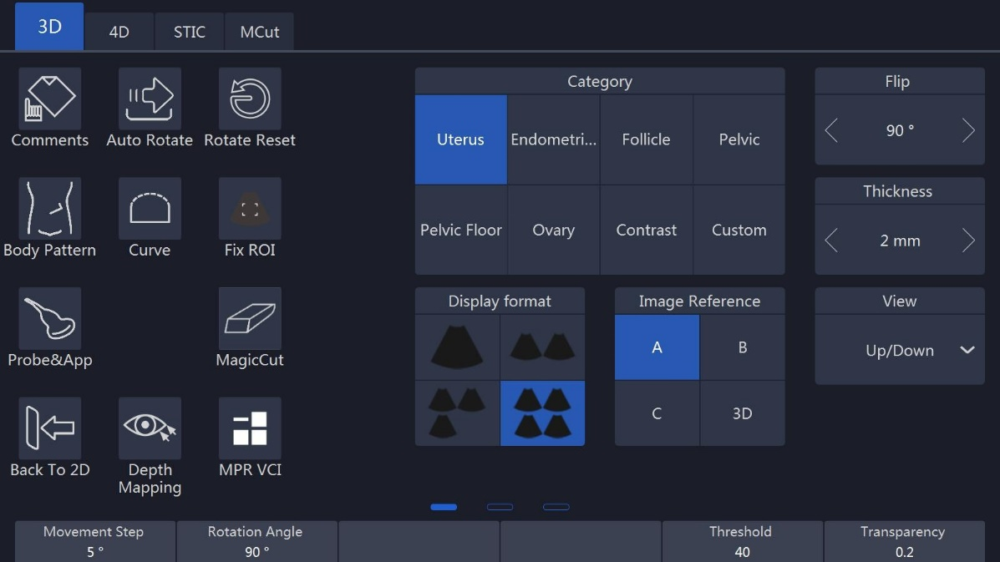 3D 4D STIC MCut
Comments Auto Rotate Rotate Reset
Body Pattern Curve Fix ROI
Probe&App MagicCut
Back To 2D Depth Mapping MPR VCI
Category
Uterus Endometri... Follicle Pelvic
Pelvic Floor Ovary Contrast Custom
Flip
90 °
Thickness
2 mm
Display format
Image Reference
A B
C 3D
View
Up/Down
Movement Step Rotation Angle Threshold Transparency
5 ° 90 ° 40 0.2